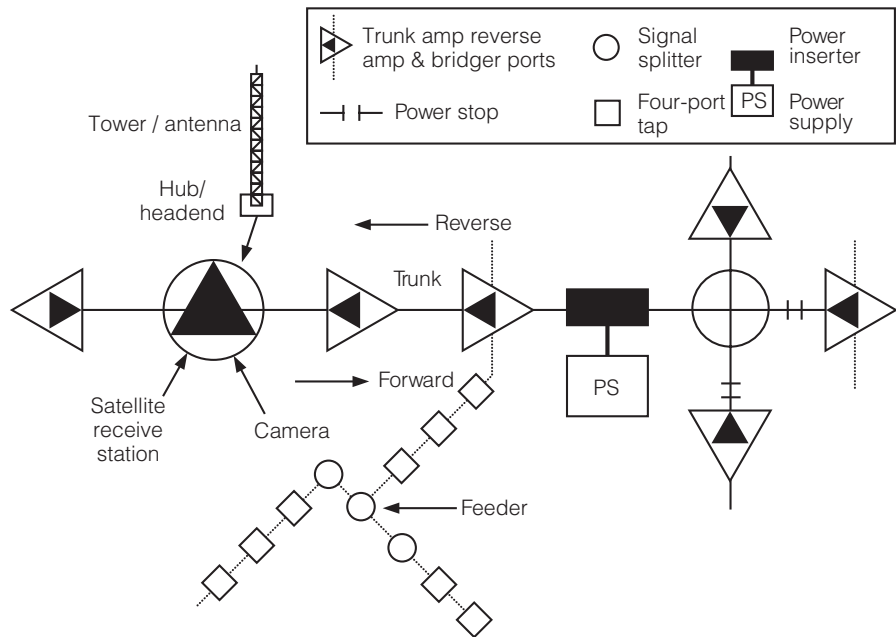 Trunk amp reverse
amp & bridger ports
Signal
splitter
Power
inserter
Power stop
Four-port
tap
PS
Power
supply
Tower / antenna
Hub/
headend
Reverse
Trunk
Forward
PS
Satellite
receive
station
Camera
Feeder